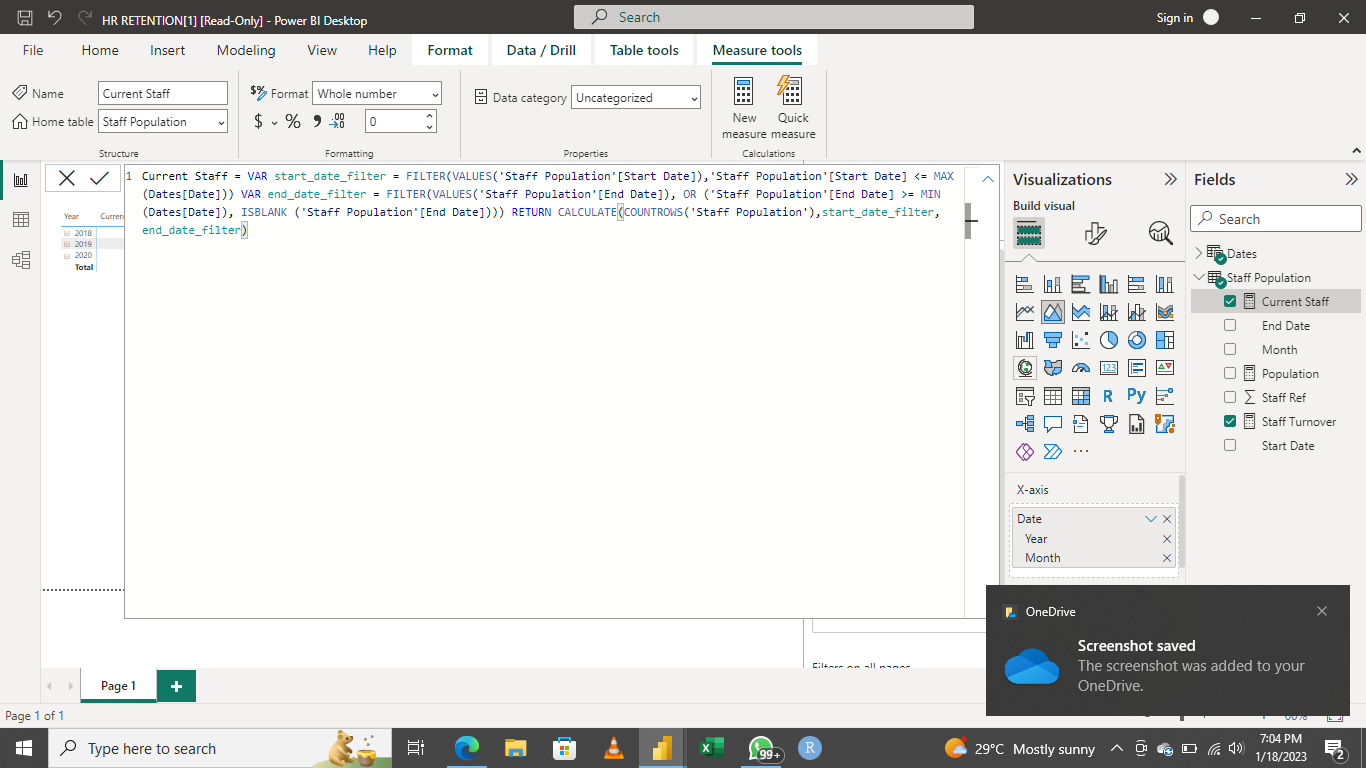 HR RETENTION[1] [Read-Only] - Power BI Desktop
Search
Sign in
File Home Insert Modeling View Help Format Data / Drill Table tools Measure tools
Name Current Staff
Home table Staff Population
Structure
$% Format Whole number
$ % 9 0
Formatting
Data category Uncategorized
Properties
New measure
Quick measure
Calculations
1 Current Staff = VAR start_date_filter = FILTER(VALUES('Staff Population'[Start Date]),'Staff Population'[Start Date] <= MAX
(Dates[Date])) VAR end_date_filter = FILTER(VALUES('Staff Population'[End Date]), OR ('Staff Population'[End Date] >= MIN
(Dates[Date]), ISBLANK ('Staff Population'[End Date]))) RETURN CALCULATE(COUNTROWS('Staff Population'),start_date_filter,
end_date_filter)
Year Curren
2018
2019
2020
Total
Filters on all pages
Visualizations
Build visual
123
R Py
X-axis
Date
Year
Month
Fields
Search
Dates
Staff Population
Current Staff
End Date
Month
Population
Staff Ref
Staff Turnover
Start Date
OneDrive
Screenshot saved
The screenshot was added to your
OneDrive.
Page 1
Page 1 of 1
60%
Type here to search
99+
R
29°C Mostly sunny
7:04 PM
1/18/2023
2